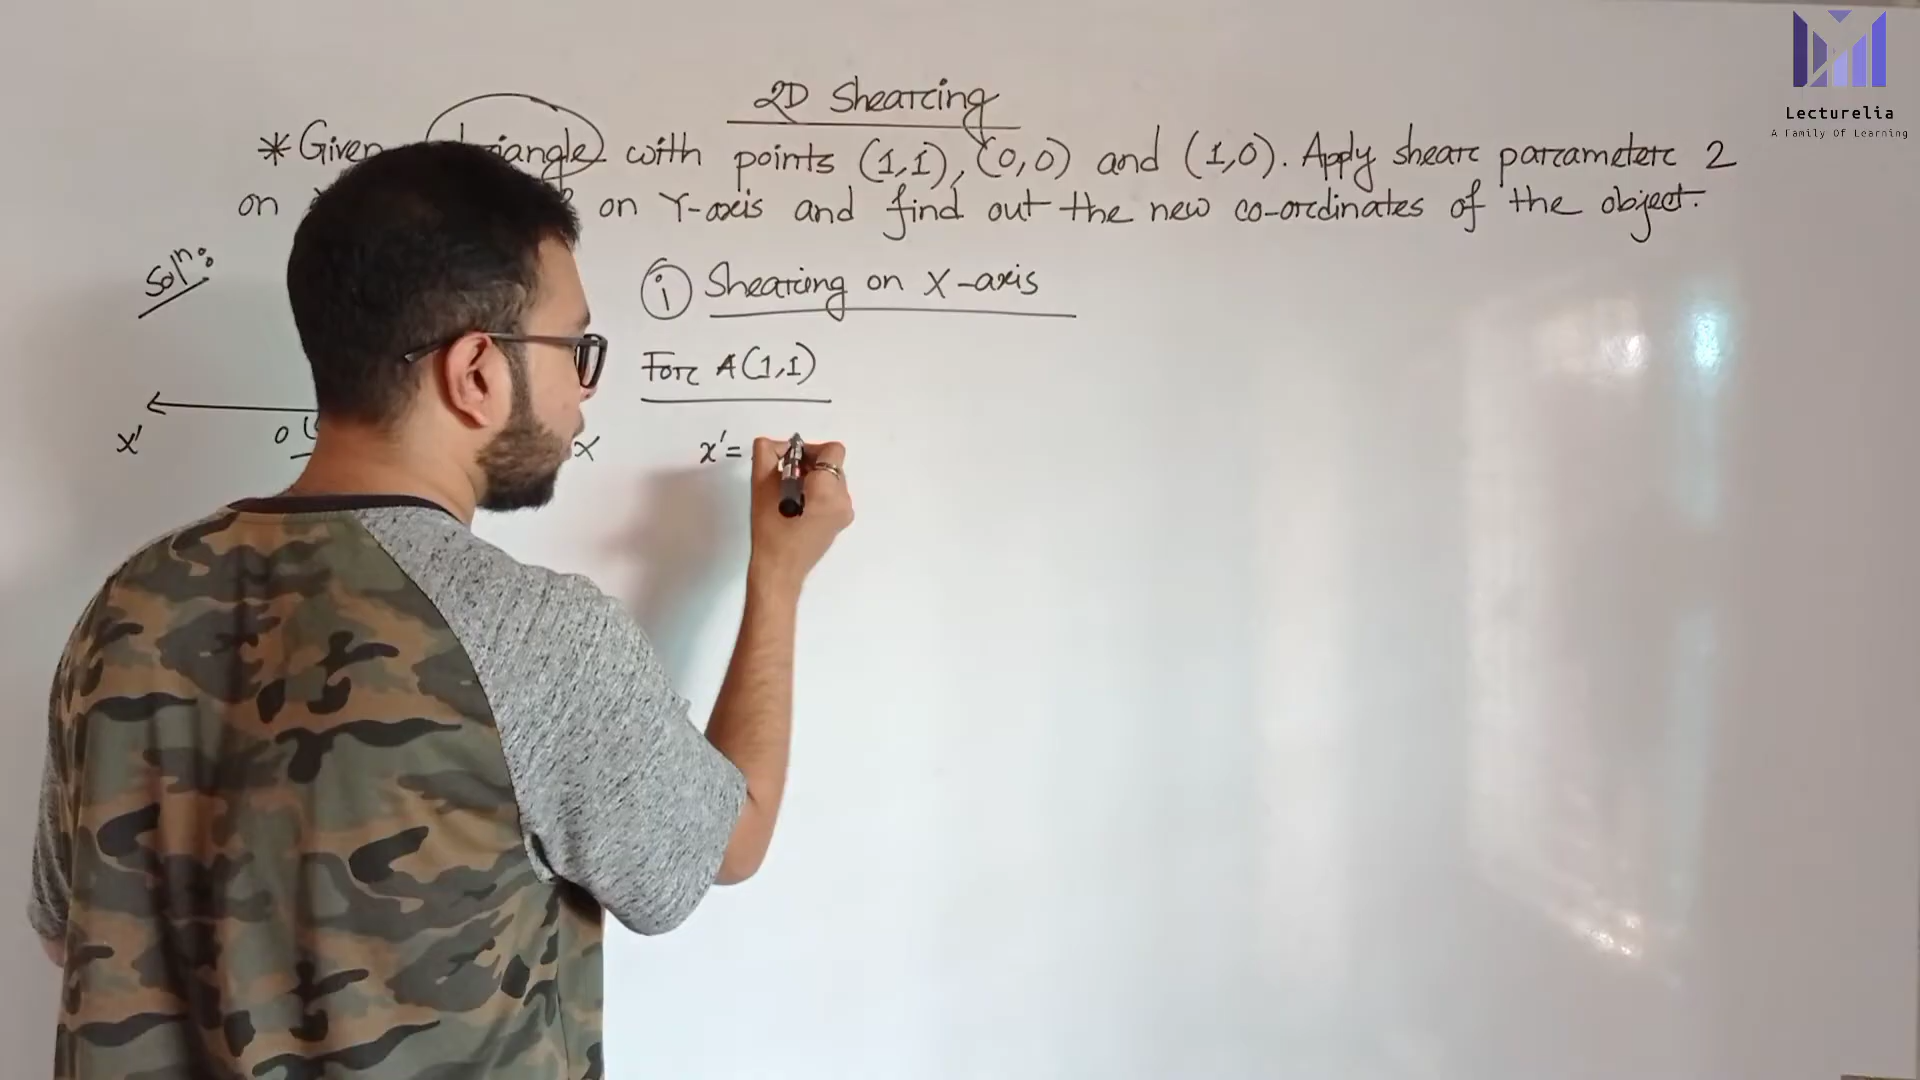 2D Shearing
*Given triangle with points (1,1), (0,0) and (1,0). Apply shear parameter 2
on 2 on Y-axis and find out the new co-ordinates of the object.
Solⁿ:
X'
0
X
i Shearing on X-axis
For A(1,1)
x' =
Lecturelia
A Family Of Learning